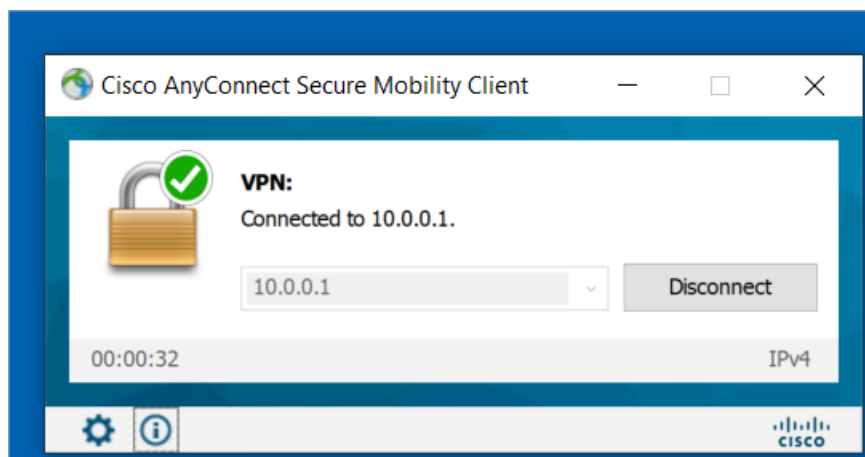 Cisco AnyConnect Secure Mobility Client
VPN:
Connected to 10.0.0.1.
10.0.0.1
Disconnect
00:00:32
IPv4
CISCO